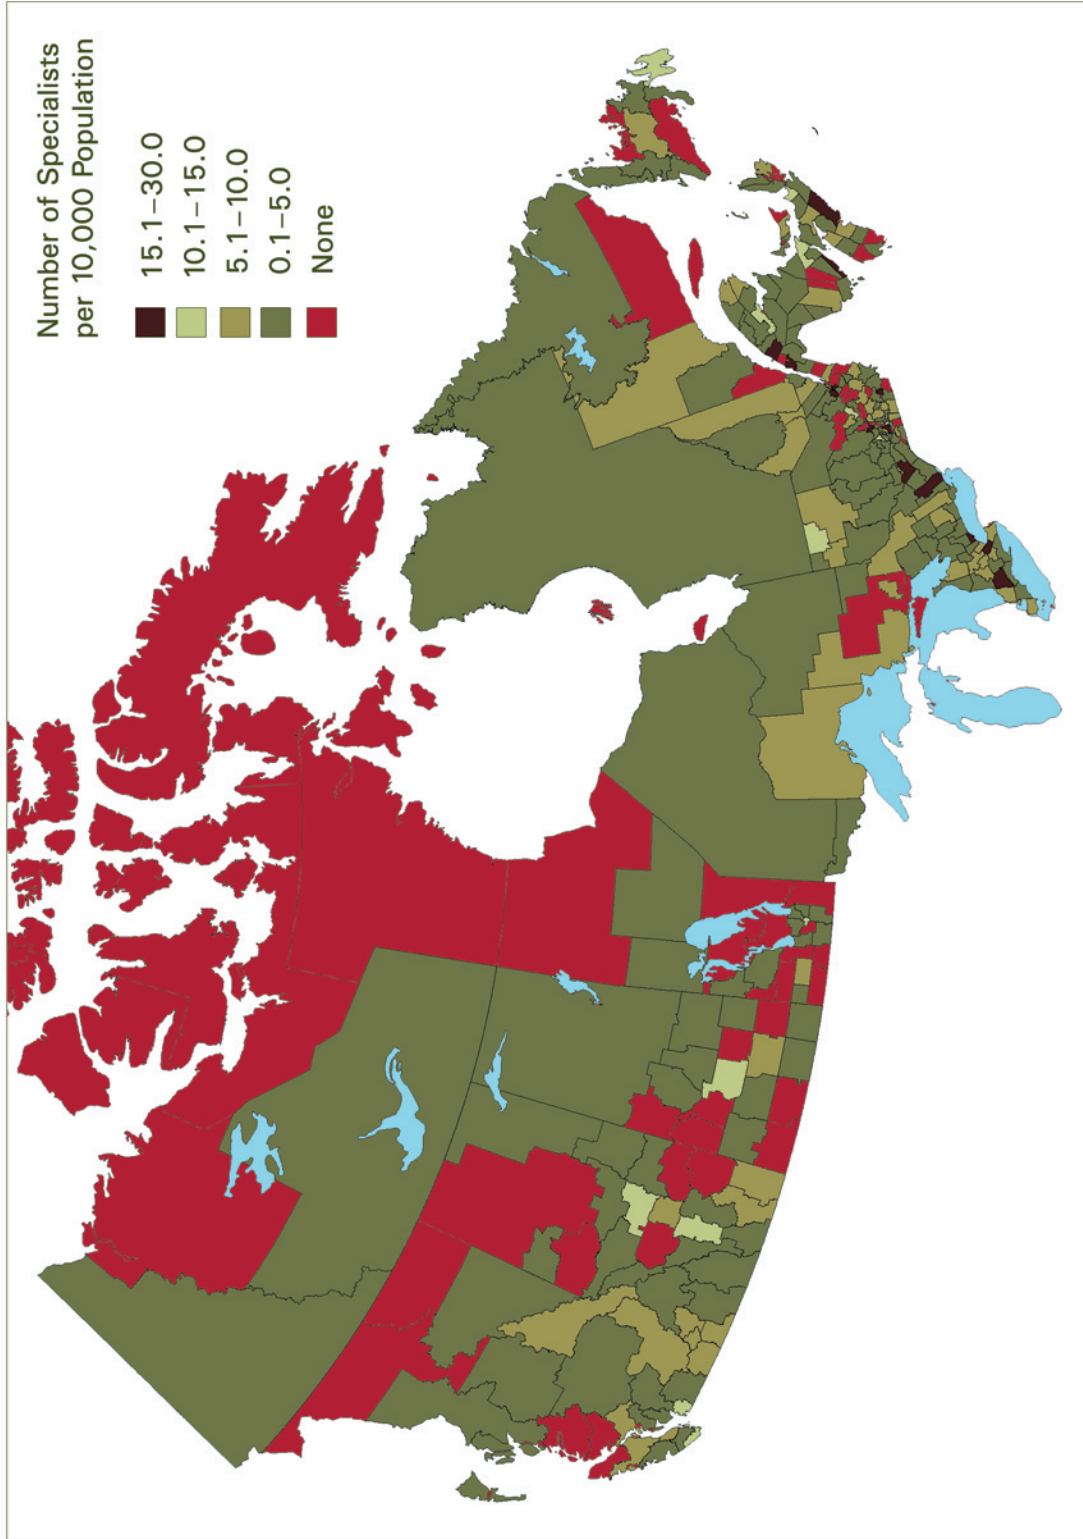 Number of Specialists
per 10,000 Population
15.1–30.0
10.1–15.0
5.1–10.0
0.1–5.0
None